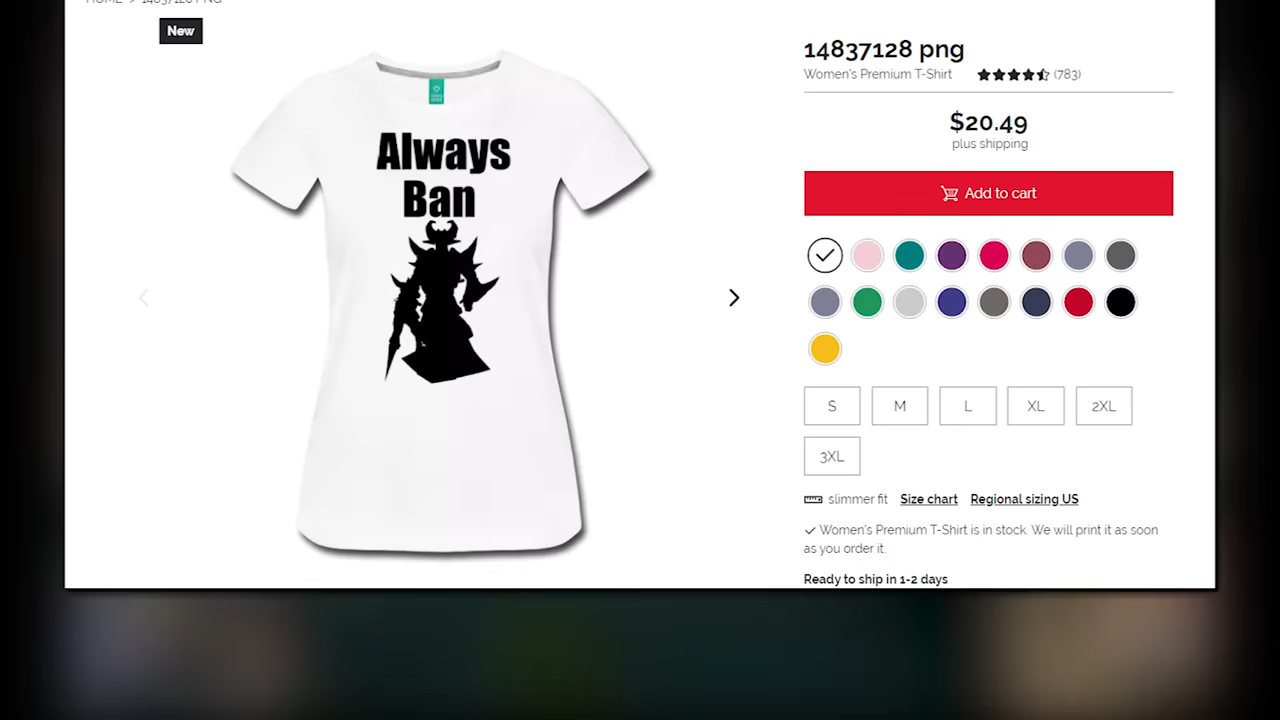 New
Always
Ban
14837128 png
Women's Premium T-Shirt (783)
$20.49
plus shipping
Add to cart
S M L XL 2XL
3XL
slimmer fit Size chart Regional sizing US
Women's Premium T-Shirt is in stock. We will print it as soon
as you order it.
Ready to ship in 1-2 days